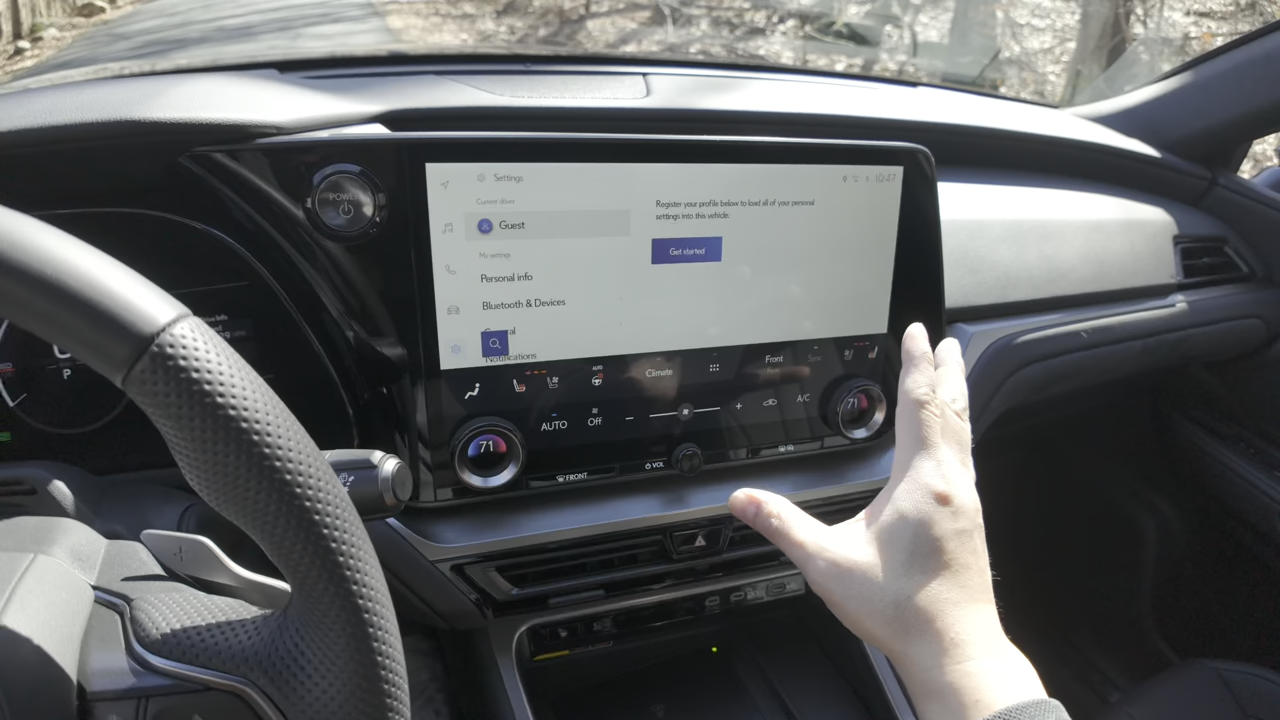 POWER
Settings
10:47
Current driver
Guest
My settings
Personal info
Bluetooth & Devices
Notifications
Register your profile below to load all of your personal
settings into this vehicle.
Get started
P
AUTO
Climate
Front
Sync
71
AUTO
Off
-
+
A/C
71
FRONT
VOL